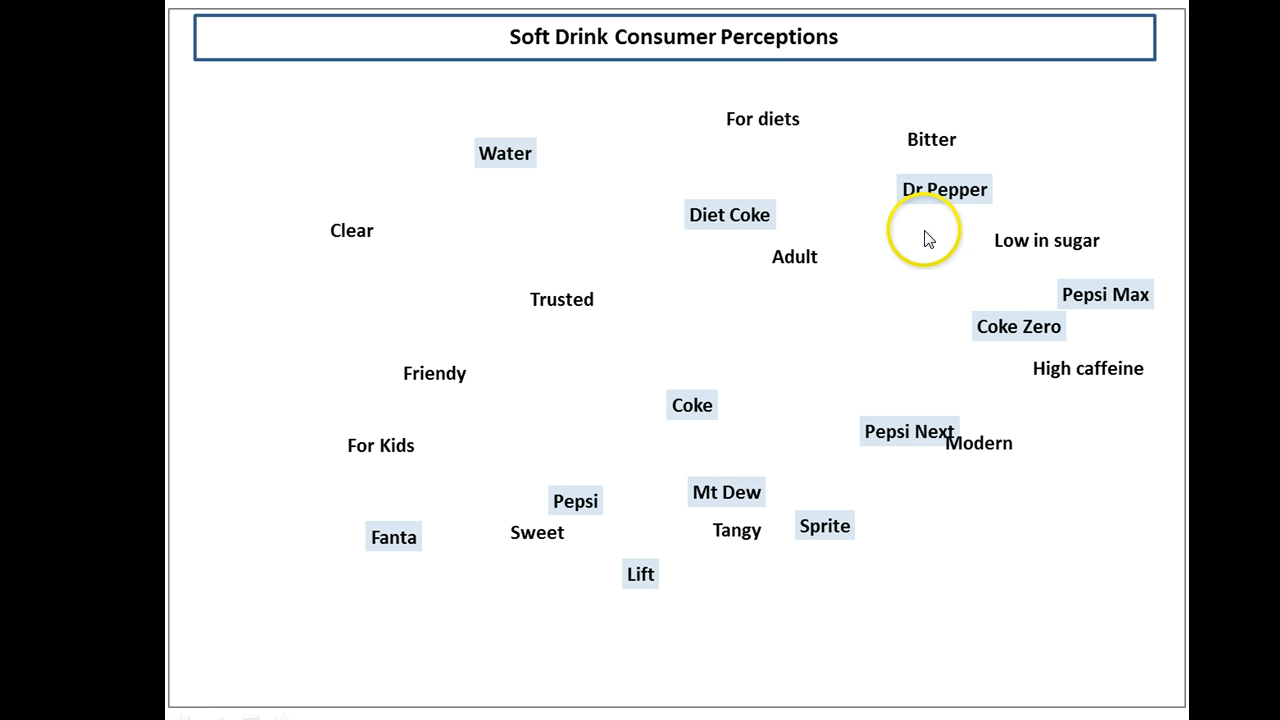 Soft Drink Consumer Perceptions
For diets
Bitter
Water
Dr Pepper
Diet Coke
Clear
Low in sugar
Adult
Pepsi Max
Trusted
Coke Zero
High caffeine
Friendy
Coke
Pepsi Next
Modern
For Kids
Mt Dew
Pepsi
Sprite
Tangy
Sweet
Fanta
Lift